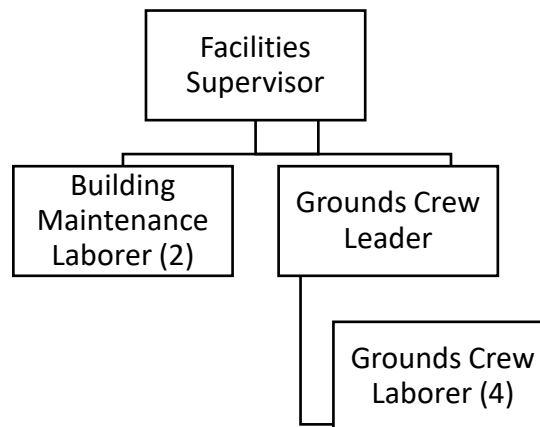 Facilities
Supervisor
Building
Maintenance
Laborer (2)
Grounds Crew
Leader
Grounds Crew
Laborer (4)